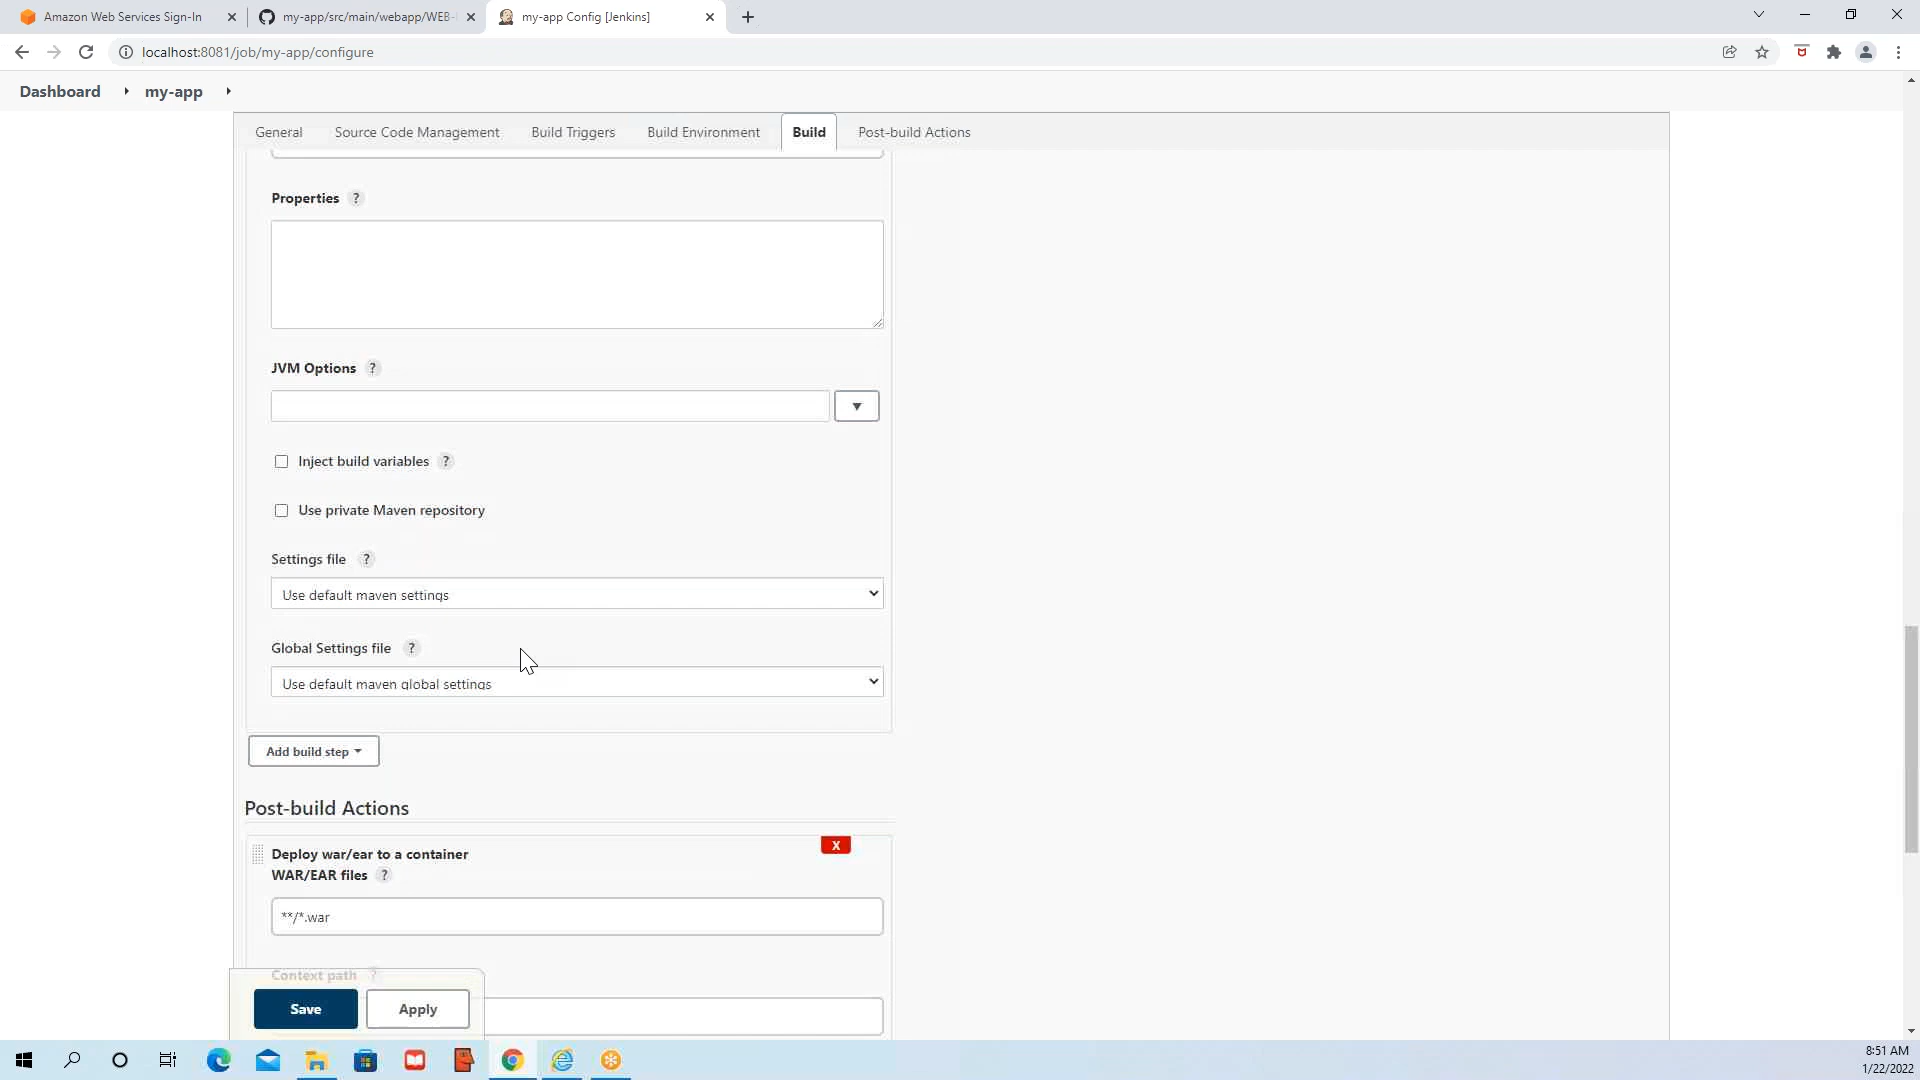 Amazon Web Services Sign-In
my-app/src/main/webapp/WEB-
my-app Config [Jenkins]
localhost:8081/job/my-app/configure
Dashboard
my-app
General
Source Code Management
Build Triggers
Build Environment
Build
Post-build Actions
Properties ?
JVM Options ?
Inject build variables ?
Use private Maven repository
Settings file ?
Use default maven settings
Global Settings file ?
Use default maven global settings
Add build step
Post-build Actions
X
Deploy war/ear to a container
WAR/EAR files ?
**/*.war
Context path ?
Save
Apply
8:51 AM
1/22/2022